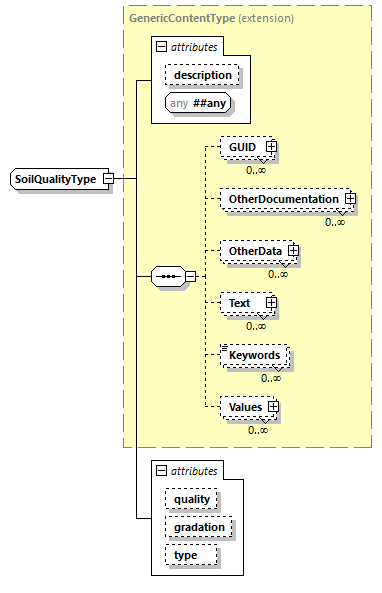 GenericContentType (extension)
attributes
description
any ##any
SoilQualityType
GUID
0..∞
OtherDocumentation
0..∞
OtherData
0..∞
Text
0..∞
Keywords
0..∞
Values
0..∞
attributes
quality
gradation
type